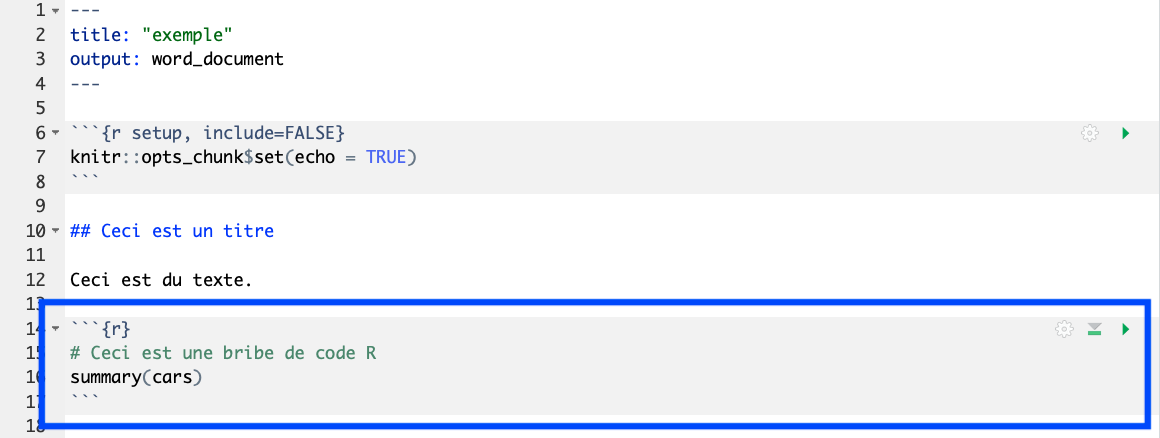 1 ---
2 title: "exemple"
3 output: word_document
4 ---
5
6 ```{r setup, include=FALSE}
7 knitr::opts_chunk$set(echo = TRUE)
8 ```
9
10 ## Ceci est un titre
11
12 Ceci est du texte.
13
14 ```{r}
15 # Ceci est une bribe de code R
16 summary(cars)
17 ```
18